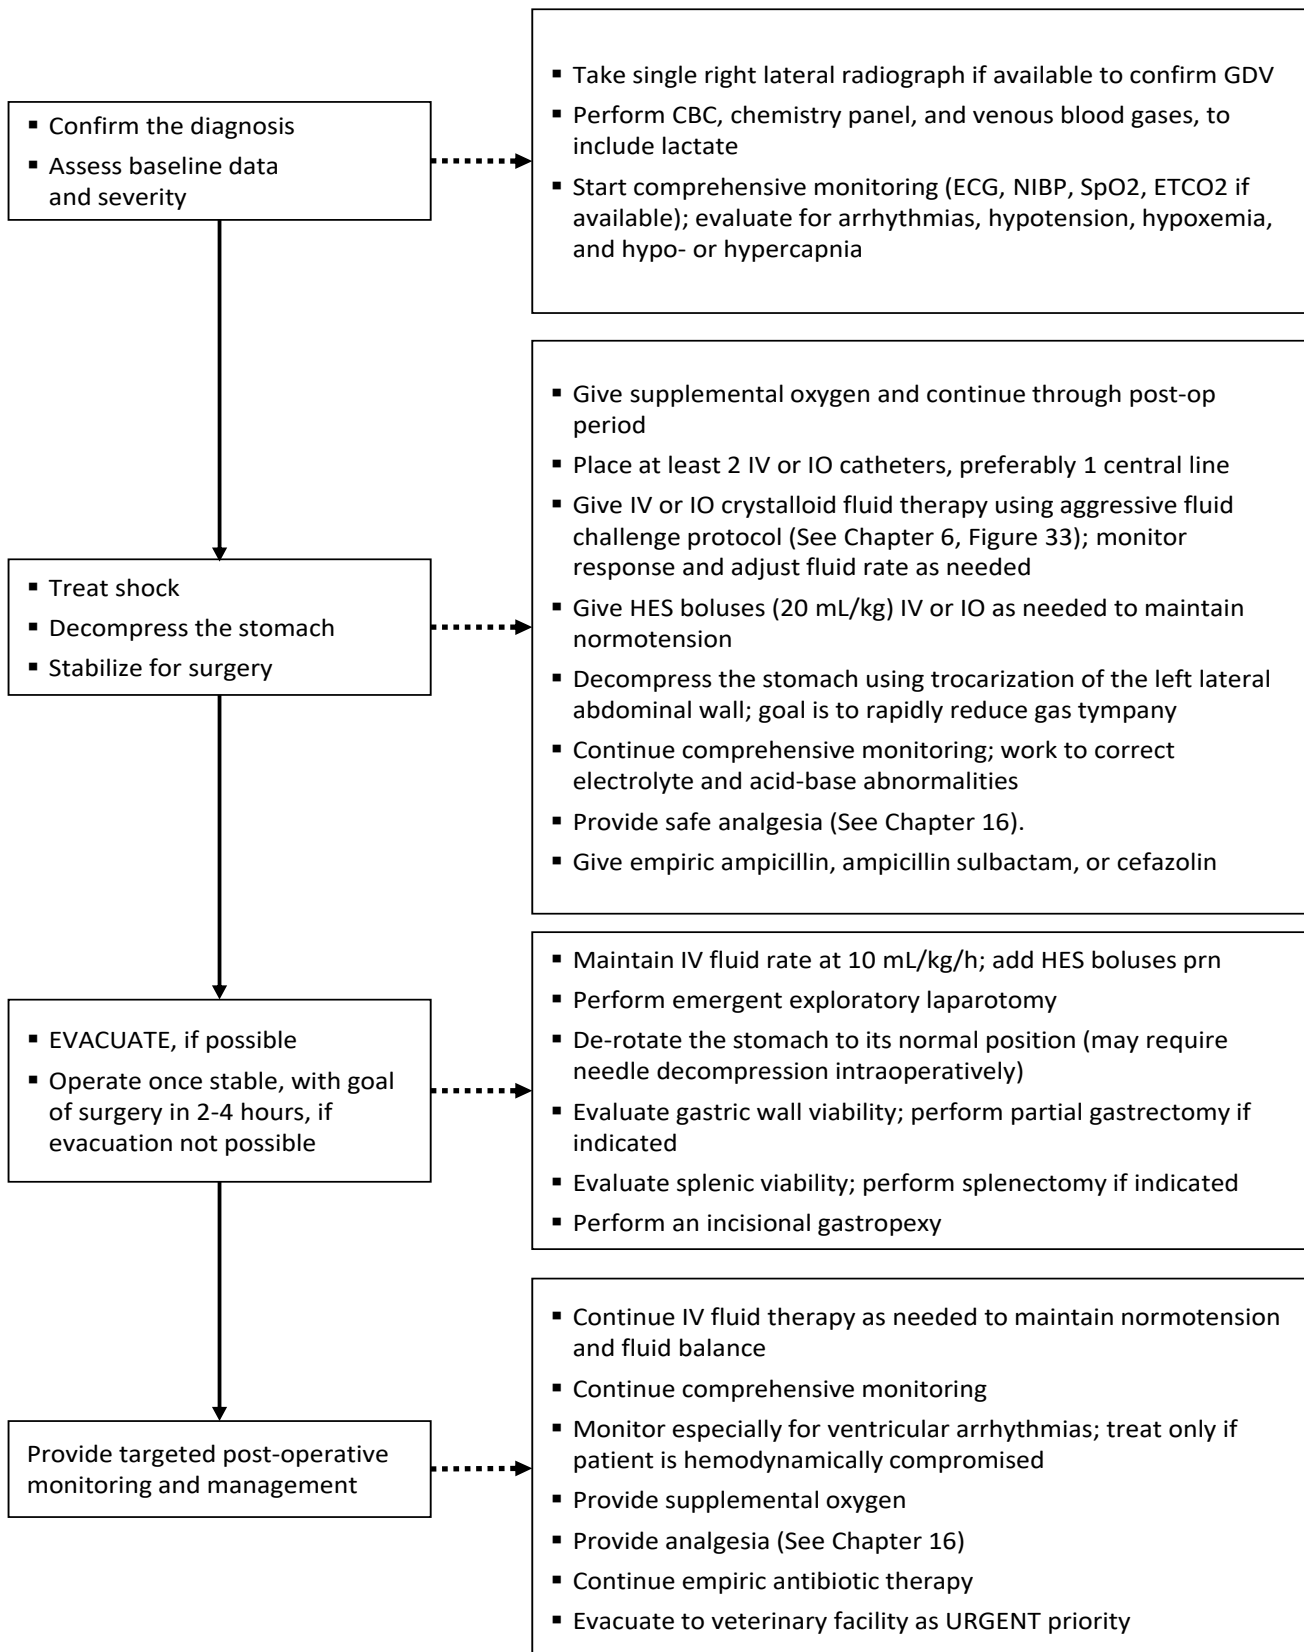 ▪ Confirm the diagnosis
▪ Assess baseline data
and severity
▪ Take single right lateral radiograph if available to confirm GDV
▪ Perform CBC, chemistry panel, and venous blood gases, to
include lactate
▪ Start comprehensive monitoring (ECG, NIBP, SpO2, ETCO2 if
available); evaluate for arrhythmias, hypotension, hypoxemia,
and hypo- or hypercapnia
▪ Treat shock
▪ Decompress the stomach
▪ Stabilize for surgery
▪ Give supplemental oxygen and continue through post-op
period
▪ Place at least 2 IV or IO catheters, preferably 1 central line
▪ Give IV or IO crystalloid fluid therapy using aggressive fluid
challenge protocol (See Chapter 6, Figure 33); monitor
response and adjust fluid rate as needed
▪ Give HES boluses (20 mL/kg) IV or IO as needed to maintain
normotension
▪ Decompress the stomach using trocarization of the left lateral
abdominal wall; goal is to rapidly reduce gas tympany
▪ Continue comprehensive monitoring; work to correct
electrolyte and acid-base abnormalities
▪ Provide safe analgesia (See Chapter 16).
▪ Give empiric ampicillin, ampicillin sulbactam, or cefazolin
▪ EVACUATE, if possible
▪ Operate once stable, with goal
of surgery in 2-4 hours, if
evacuation not possible
▪ Maintain IV fluid rate at 10 mL/kg/h; add HES boluses prn
▪ Perform emergent exploratory laparotomy
▪ De-rotate the stomach to its normal position (may require
needle decompression intraoperatively)
▪ Evaluate gastric wall viability; perform partial gastrectomy if
indicated
▪ Evaluate splenic viability; perform splenectomy if indicated
▪ Perform an incisional gastropexy
Provide targeted post-operative
monitoring and management
▪ Continue IV fluid therapy as needed to maintain normotension
and fluid balance
▪ Continue comprehensive monitoring
▪ Monitor especially for ventricular arrhythmias; treat only if
patient is hemodynamically compromised
▪ Provide supplemental oxygen
▪ Provide analgesia (See Chapter 16)
▪ Continue empiric antibiotic therapy
▪ Evacuate to veterinary facility as URGENT priority